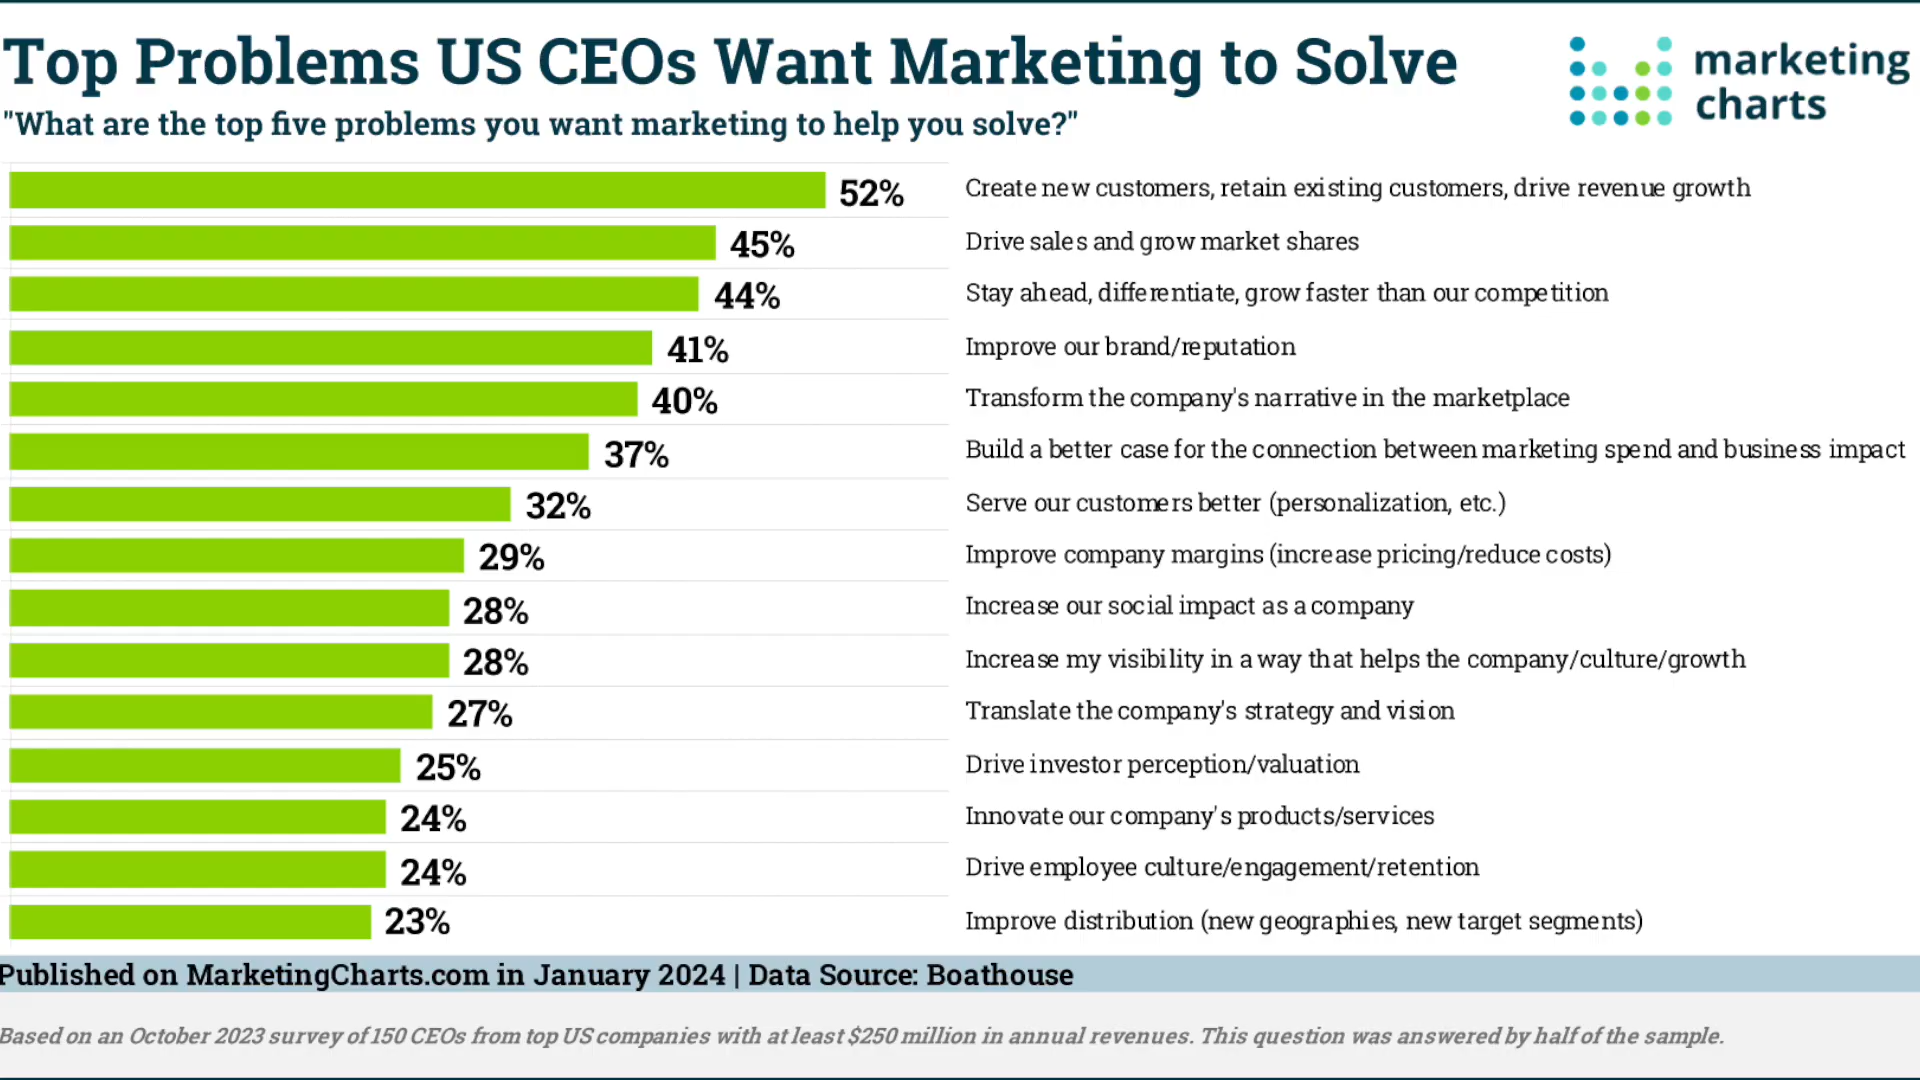 Top Problems US CEOs Want Marketing to Solve
marketing
charts
"What are the top five problems you want marketing to help you solve?"
52% Create new customers, retain existing customers, drive revenue growth
45% Drive sales and grow market shares
44% Stay ahead, differentiate, grow faster than our competition
41% Improve our brand/reputation
40% Transform the company's narrative in the marketplace
37% Build a better case for the connection between marketing spend and business impact
32% Serve our customers better (personalization, etc.)
29% Improve company margins (increase pricing/reduce costs)
28% Increase our social impact as a company
28% Increase my visibility in a way that helps the company/culture/growth
27% Translate the company's strategy and vision
25% Drive investor perception/valuation
24% Innovate our company's products/services
24% Drive employee culture/engagement/retention
23% Improve distribution (new geographies, new target segments)
Published on MarketingCharts.com in January 2024 | Data Source: Boathouse
Based on an October 2023 survey of 150 CEOs from top US companies with at least $250 million in annual revenues. This question was answered by half of the sample.